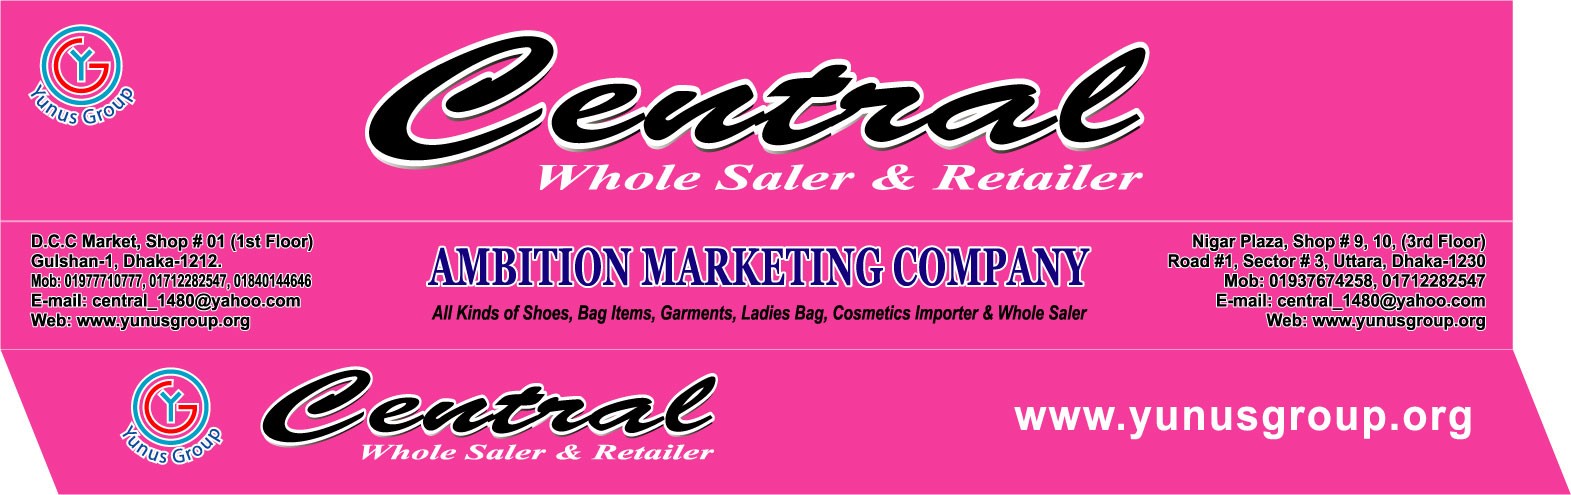 Yunus Group
Central
Whole Saler & Retailer
D.C.C Market, Shop # 01 (1st Floor)
Gulshan-1, Dhaka-1212.
Mob: 01977710777, 01712282547, 01840144646
E-mail: central_1480@yahoo.com
Web: www.yunusgroup.org
AMBITION MARKETING COMPANY
All Kinds of Shoes, Bag Items, Garments, Ladies Bag, Cosmetics Importer & Whole Saler
Nigar Plaza, Shop # 9, 10, (3rd Floor)
Road #1, Sector # 3, Uttara, Dhaka-1230
Mob: 01937674258, 01712282547
E-mail: central_1480@yahoo.com
Web: www.yunusgroup.org
Yunus Group
Central
Whole Saler & Retailer
www.yunusgroup.org